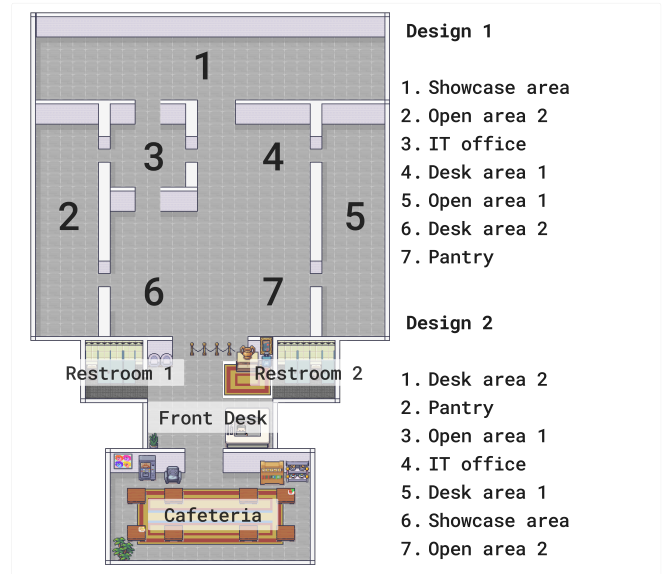 1
3
4
2
5
6
7
Restroom 1
Restroom 2
Front Desk
Cafeteria
Design 1
1. Showcase area
2. Open area 2
3. IT office
4. Desk area 1
5. Open area 1
6. Desk area 2
7. Pantry
Design 2
1. Desk area 2
2. Pantry
3. Open area 1
4. IT office
5. Desk area 1
6. Showcase area
7. Open area 2